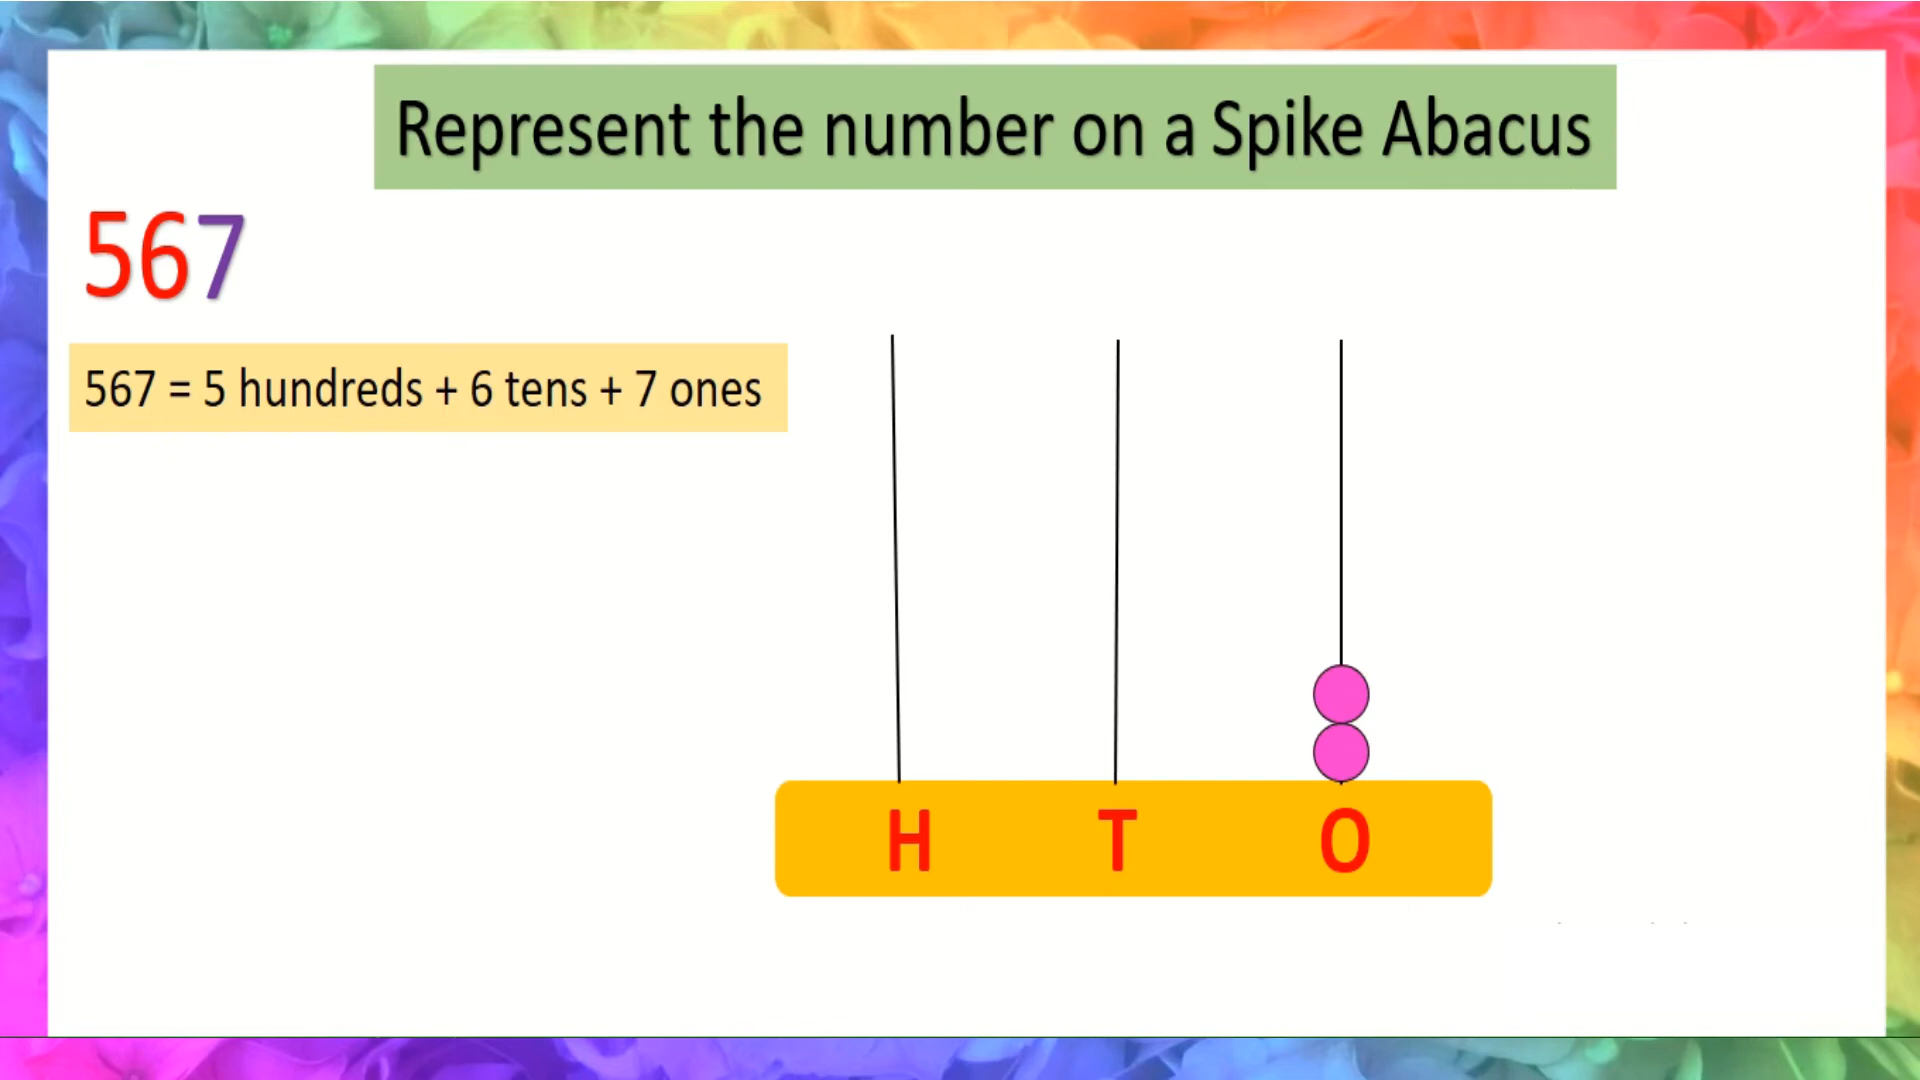 Represent the number on a Spike Abacus
567
567 = 5 hundreds + 6 tens + 7 ones
H T O